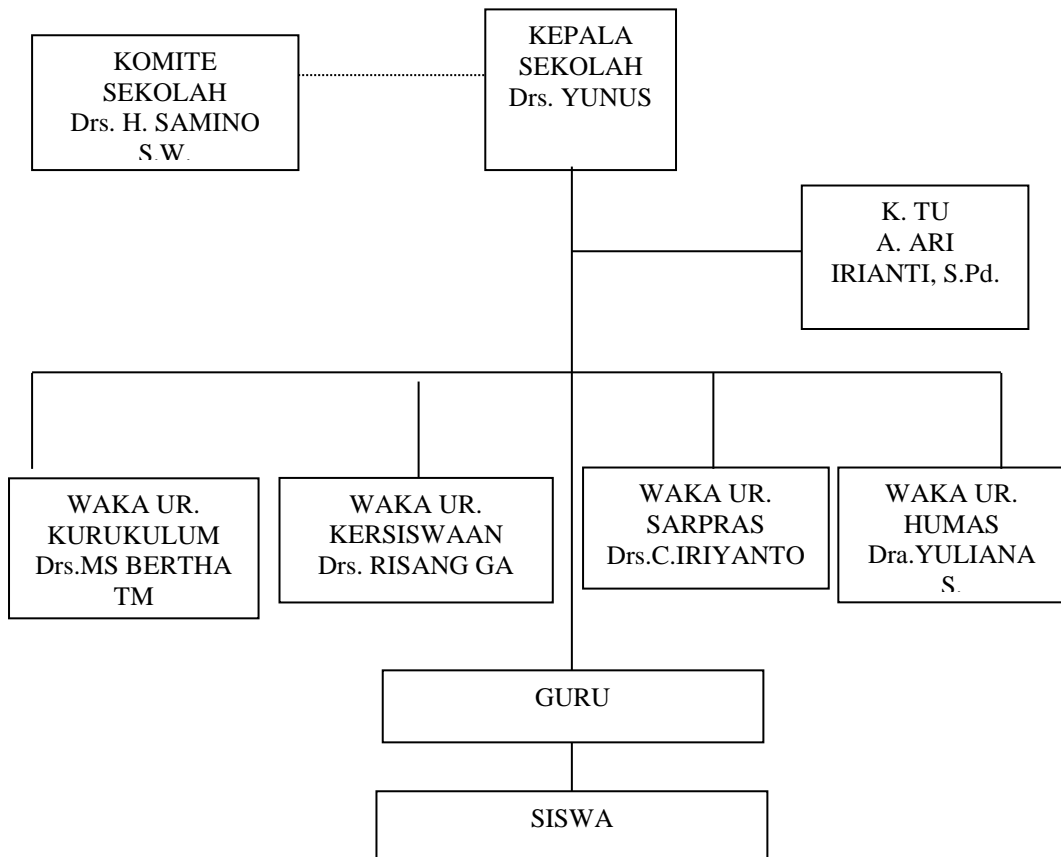 KOMITE
SEKOLAH
Drs. H. SAMINO
S.W.
KEPALA
SEKOLAH
Drs. YUNUS
K. TU
A. ARI
IRIANTI, S.Pd.
WAKA UR.
KURUKULUM
Drs.MS BERTHA
TM
WAKA UR.
KERSISWAAN
Drs. RISANG GA
WAKA UR.
SARPRAS
Drs.C.IRIYANTO
WAKA UR.
HUMAS
Dra.YULIANA
S.
GURU
SISWA